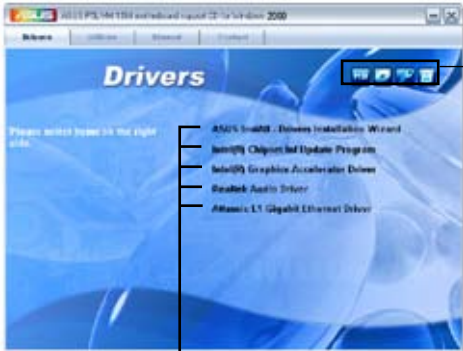 ASUS P5LVM 1394 motherboard support CD for Windows 2000
Drivers Utilities Manual Contact
Drivers
Please select items on the right
side.
ASUS InstAll - Drivers Installation Wizard
Intel(R) Chipset Inf Update Program
Intel(R) Graphics Accelerator Driver
Realtek Audio Driver
Attansic L1 Gigabit Ethernet Driver